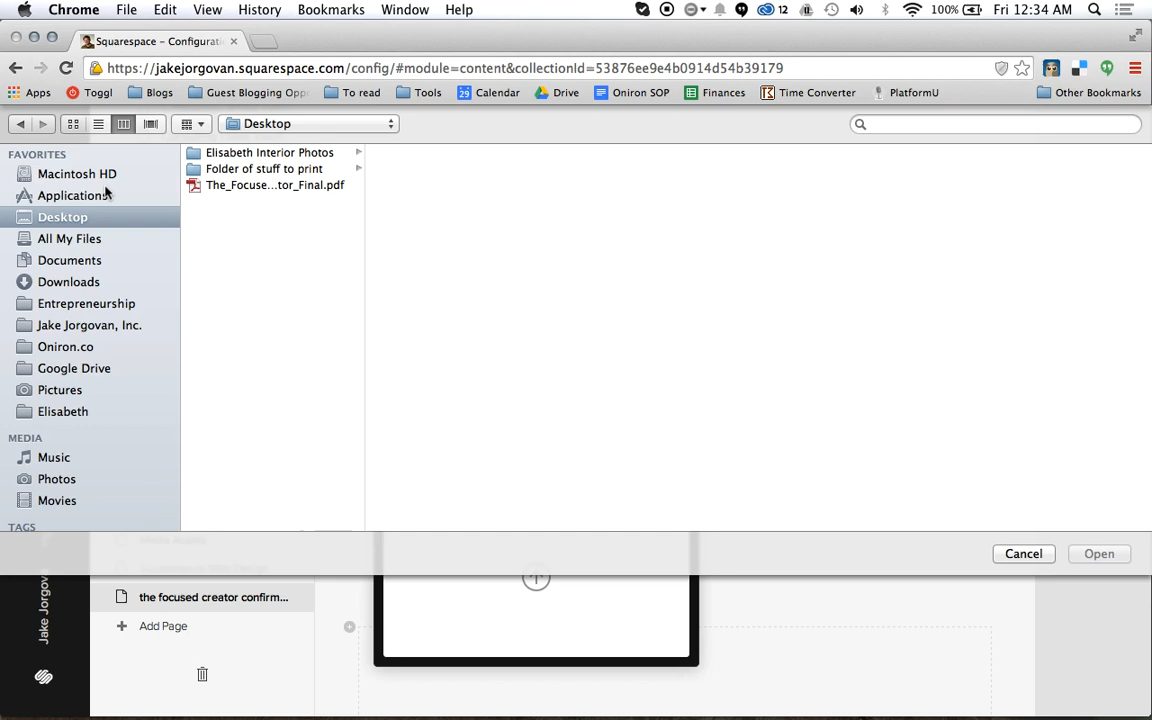 Chrome File Edit View History Bookmarks Window Help 12 100% Fri 12:34 AM
Squarespace – Configurati
https://jakejorgovan.squarespace.com/config/#module=content&collectionId=53876ee9e4b0914d54b39179
Apps Toggl Blogs Guest Blogging Opp To read Tools 29 Calendar Drive Oniron SOP Finances Time Converter PlatformU Other Bookmarks
Desktop
FAVORITES
Macintosh HD
Applications
Desktop
All My Files
Documents
Downloads
Entrepreneurship
Jake Jorgovan, Inc.
Oniron.co
Google Drive
Pictures
Elisabeth
MEDIA
Music
Photos
Movies
TAGS
Elisabeth Interior Photos
Folder of stuff to print
The_Focuse...tor_Final.pdf
Cancel Open
Jake Jorgov
the focused creator confirm...
Add Page